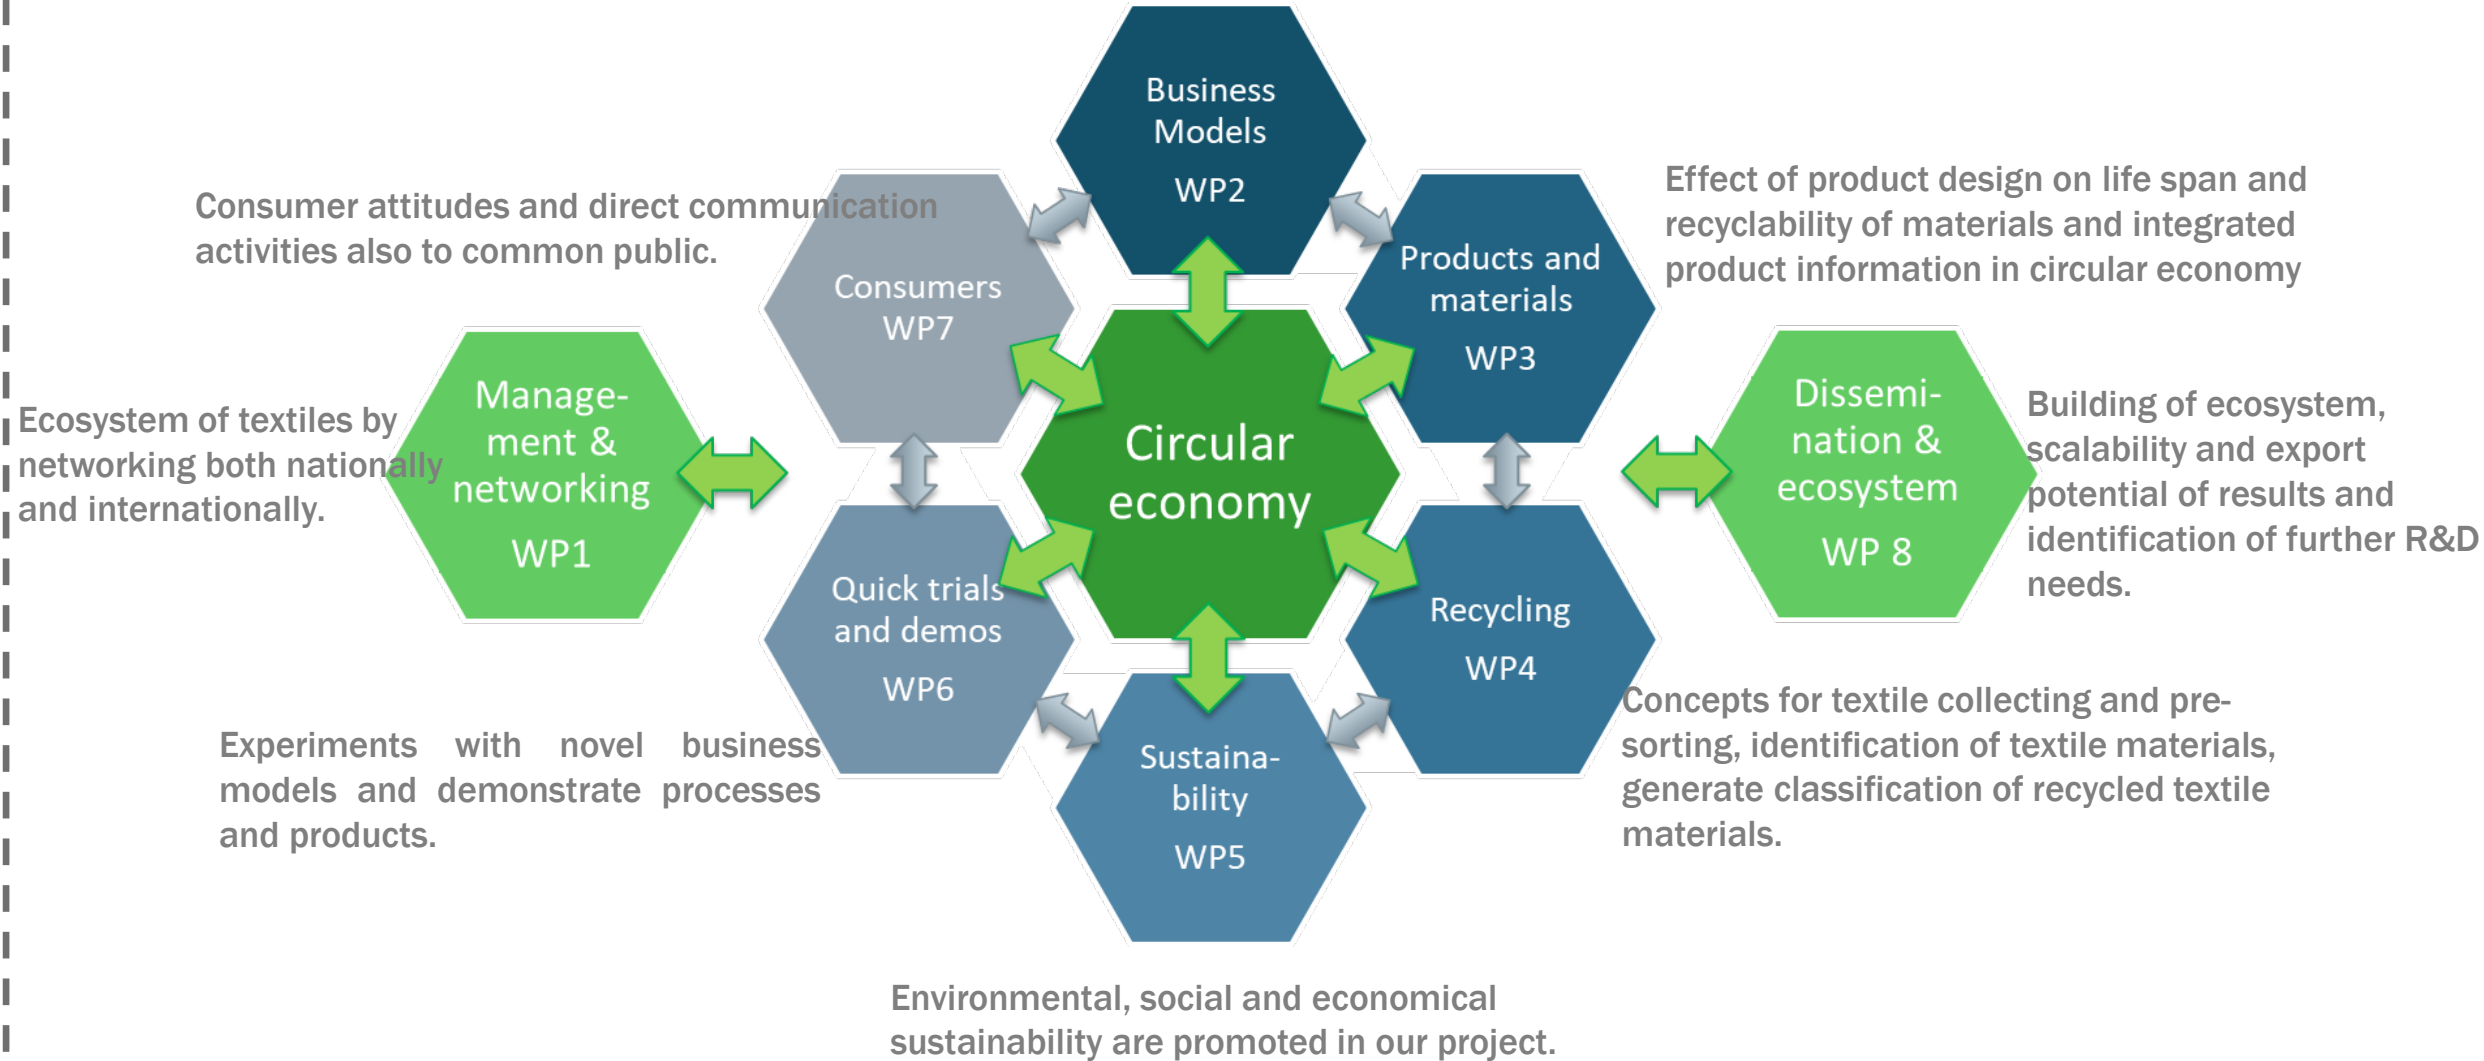 Business
Models
WP2
Consumer attitudes and direct communication
activities also to common public.
Effect of product design on life span and
recyclability of materials and integrated
product information in circular economy
Consumers
WP7
Products and
materials
WP3
Ecosystem of textiles by
networking both nationally
and internationally.
Manage-
ment &
networking
WP1
Circular
economy
Dissemi-
nation &
ecosystem
WP 8
Building of ecosystem,
scalability and export
potential of results and
identification of further R&D
needs.
Quick trials
and demos
WP6
Recycling
WP4
Experiments with novel business
models and demonstrate processes
and products.
Sustaina-
bility
WP5
Concepts for textile collecting and pre-
sorting, identification of textile materials,
generate classification of recycled textile
materials.
Environmental, social and economical
sustainability are promoted in our project.